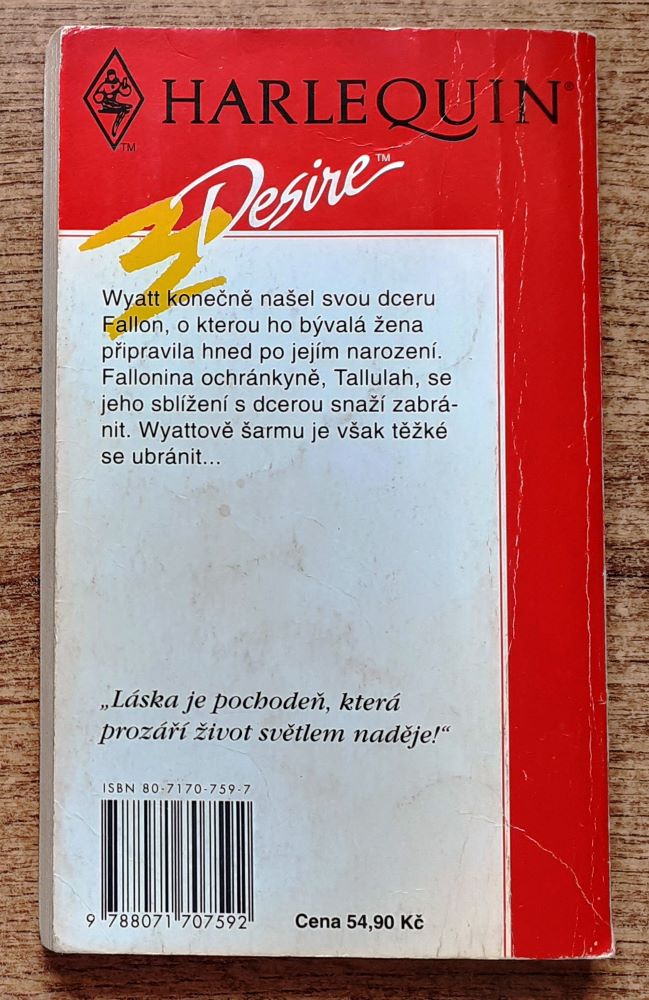 HARLEQUIN®
TM
Desire™
Wyatt konečně našel svou dceru
Fallon, o kterou ho bývalá žena
připravila hned po jejím narození.
Fallonina ochránkyně, Tallulah, se
jeho sblížení s dcerou snaží zabrá-
nit. Wyattově šarmu je však těžké
se ubránit...
„Láska je pochodeň, která
prozáří život světlem naděje!“
ISBN 80-7170-759-7
9 788071 707592
Cena 54,90 Kč